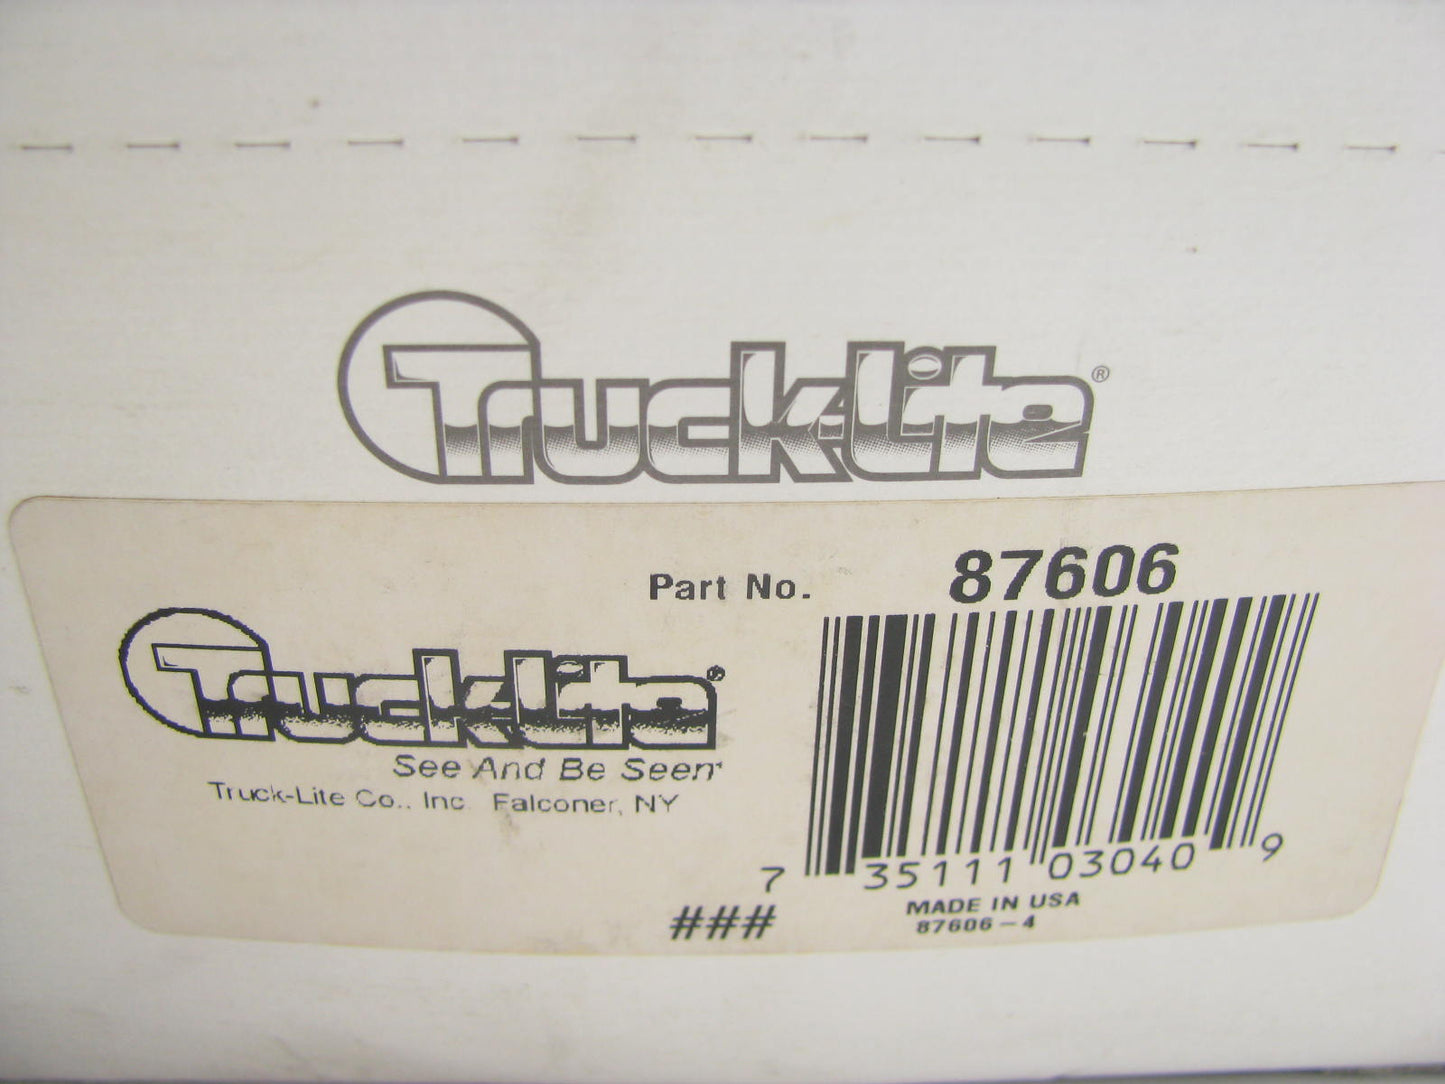 Truck-Lite®
Part No. 87606
Truck-Lite®
See And Be Seen
Truck-Lite Co., Inc. Falconer, NY
7 35111 03040 9
MADE IN USA
###
87606-4